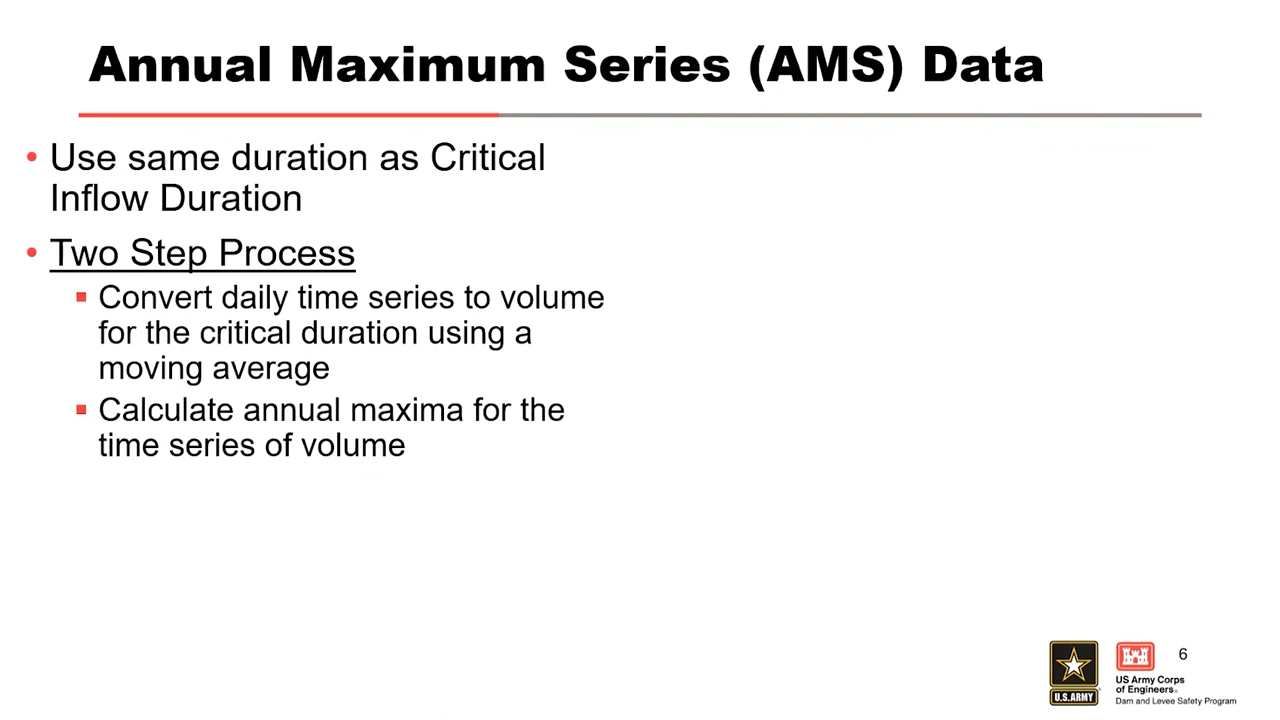 Annual Maximum Series (AMS) Data
• Use same duration as Critical
Inflow Duration
• Two Step Process
▪ Convert daily time series to volume
for the critical duration using a
moving average
▪ Calculate annual maxima for the
time series of volume
U.S.ARMY
US Army Corps
of Engineers®
Dam and Levee Safety Program
6